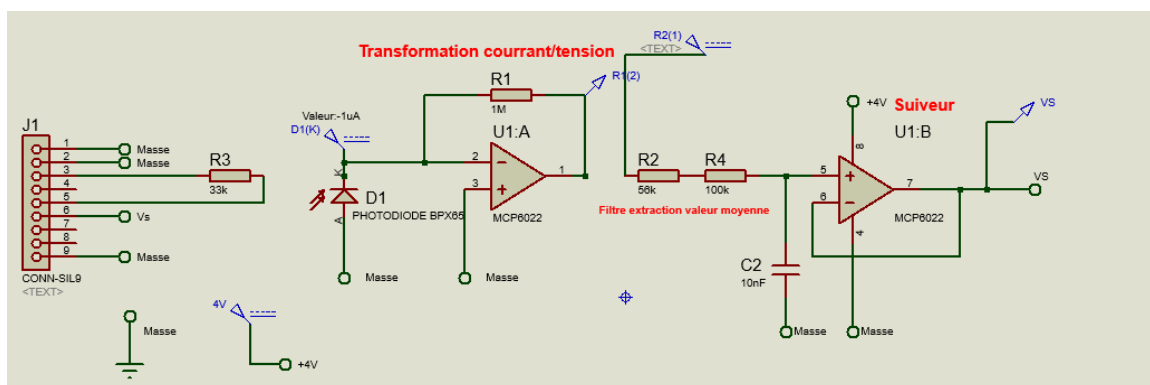 R2(1)
<TEXT>
Transformation courrant/tension
R1
R1(2)
1M
Valeur:-1uA
D1(K)
U1:A
+4V
Suiveur
VS
U1:B
J1
1
Masse
2
Masse
3
R3
33k
4
5
6
Vs
7
8
9
Masse
CONN-SIL9
<TEXT>
K
D1
PHOTODIODE BPX65
A
2
3
1
MCP6022
Masse
Masse
R2
56k
R4
100k
Filtre extraction valeur moyenne
8
5
6
7
4
MCP6022
VS
C2
10nF
Masse
Masse
Masse
4V
+4V